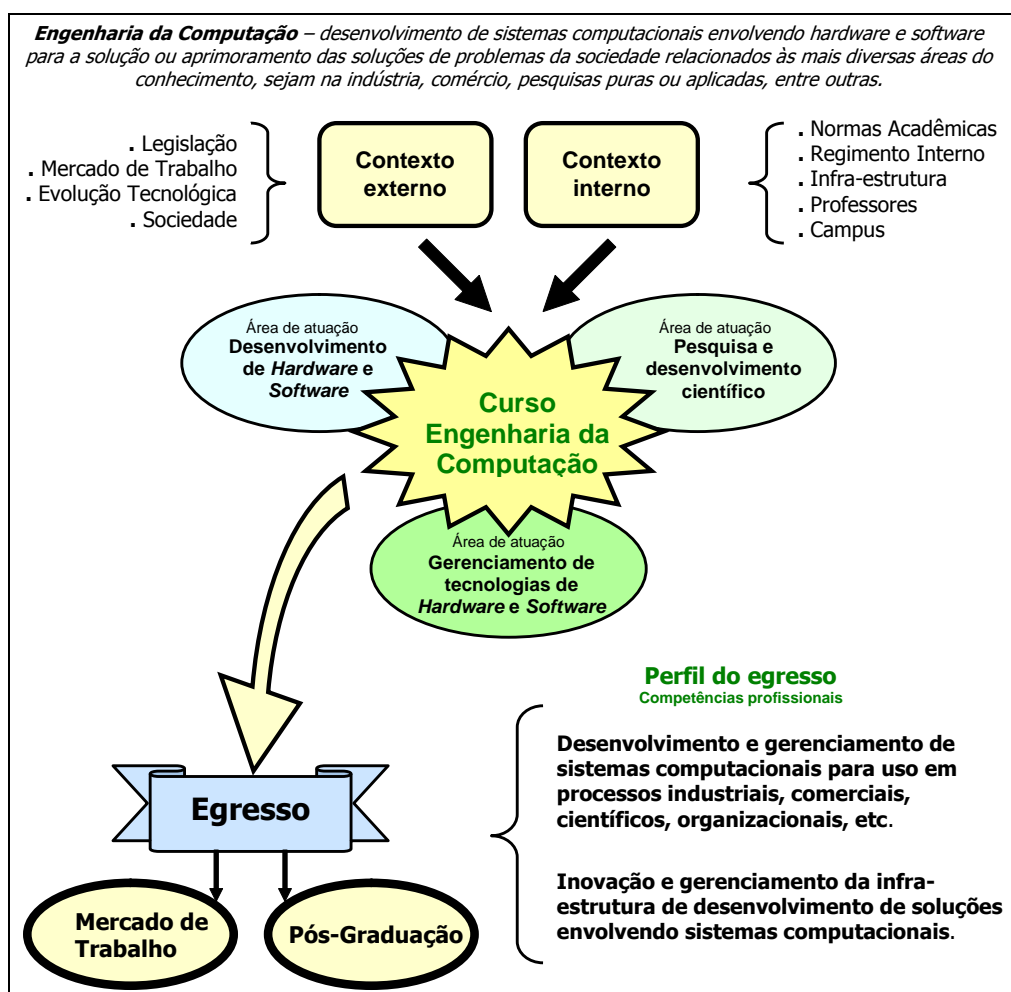 Engenharia da Computação – desenvolvimento de sistemas computacionais envolvendo hardware e software
para a solução ou aprimoramento das soluções de problemas da sociedade relacionados às mais diversas áreas do
conhecimento, sejam na indústria, comércio, pesquisas puras ou aplicadas, entre outras.
. Legislação
. Mercado de Trabalho
. Evolução Tecnológica
. Sociedade
Contexto
externo
Contexto
interno
. Normas Acadêmicas
. Regimento Interno
. Infra-estrutura
. Professores
. Campus
Área de atuação
Desenvolvimento
de Hardware e
Software
Área de atuação
Pesquisa e
desenvolvimento
científico
Curso
Engenharia da
Computação
Área de atuação
Gerenciamento de
tecnologias de
Hardware e Software
Perfil do egresso
Competências profissionais
Desenvolvimento e gerenciamento de
sistemas computacionais para uso em
processos industriais, comerciais,
científicos, organizacionais, etc.
Inovação e gerenciamento da infra-
estrutura de desenvolvimento de soluções
envolvendo sistemas computacionais.
Egresso
Mercado de
Trabalho
Pós-Graduação